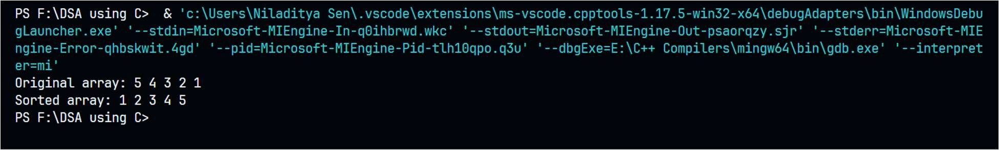 PS F:\DSA using C>  & 'c:\Users\Niladitya Sen\.vscode\extensions\ms-vscode.cpptools-1.17.5-win32-x64\debugAdapters\bin\WindowsDebu
gLauncher.exe' '--stdin=Microsoft-MIEngine-In-q0ihbrwd.wkc' '--stdout=Microsoft-MIEngine-Out-psaorqzy.sjr' '--stderr=Microsoft-MIE
ngine-Error-qhbskwit.4gd' '--pid=Microsoft-MIEngine-Pid-tlh10qpo.q3u' '--dbgExe=E:\C++ Compilers\mingw64\bin\gdb.exe' '--interpret
er=mi'
Original array: 5 4 3 2 1
Sorted array: 1 2 3 4 5
PS F:\DSA using C>